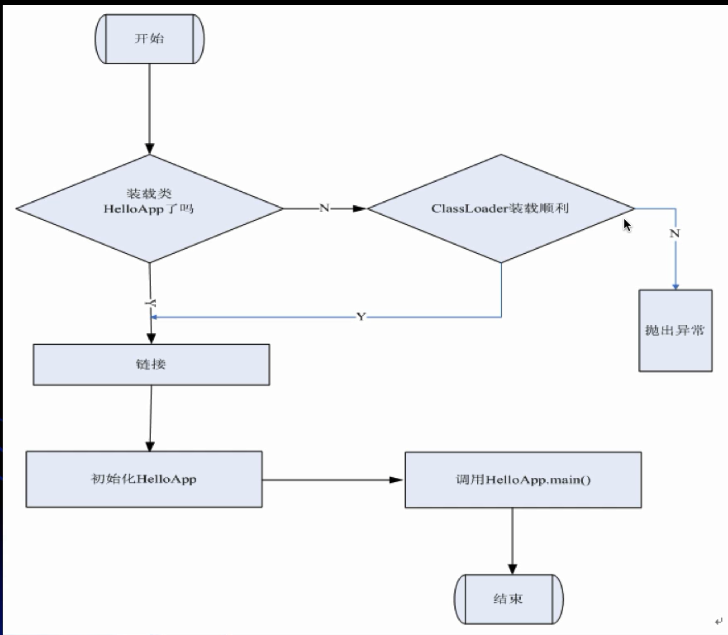 开始
装载类
HelloApp了吗
N
ClassLoader装载顺利
N
Y
Y
抛出异常
链接
初始化HelloApp
调用HelloApp.main()
结束